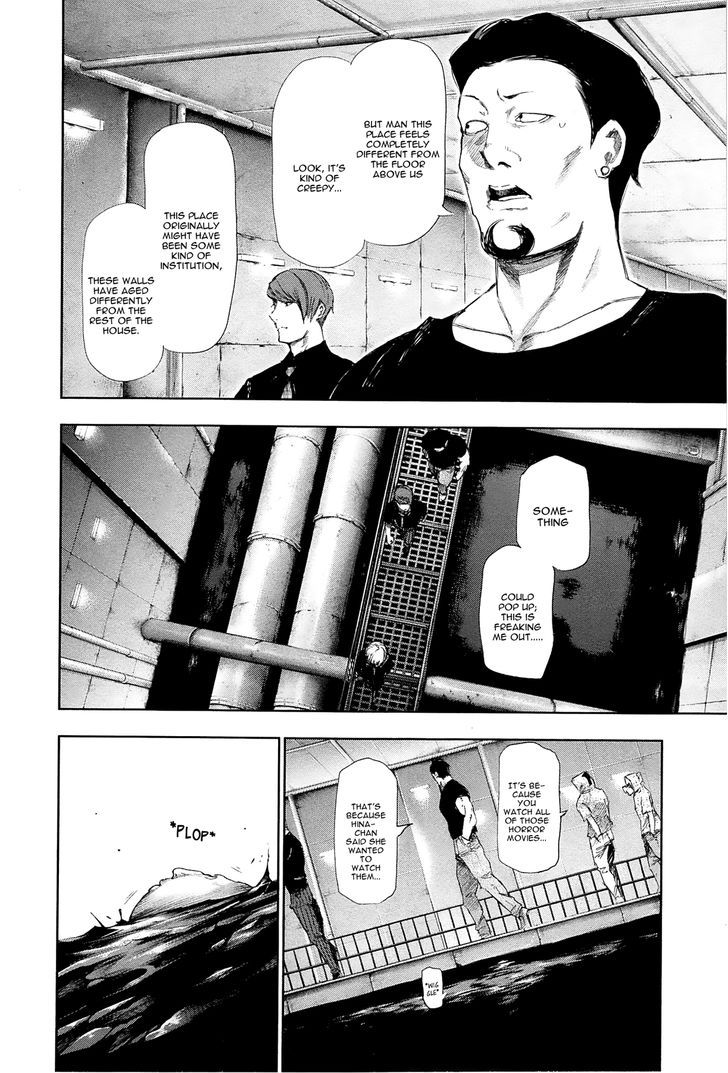 BUT MAN THIS
PLACE FEELS
COMPLETELY
DIFFERENT FROM
THE FLOOR
ABOVE US
LOOK, IT'S
KIND OF
CREEPY...
THIS PLACE
ORIGINALLY
MIGHT HAVE
BEEN SOME
KIND OF
INSTITUTION,
THESE WALLS
HAVE AGED
DIFFERENTLY
FROM THE
REST OF THE
HOUSE.
SOME-
THING
COULD
POP UP;
THIS IS
FREAKING
ME OUT.....
IT'S BE-
CAUSE
YOU
WATCH ALL
OF THOSE
HORROR
MOVIES...
THAT'S
BECAUSE
HINA-
CHAN
SAID SHE
WANTED
TO
WATCH
THEM...
*WIG
GLE*
*PLOP*